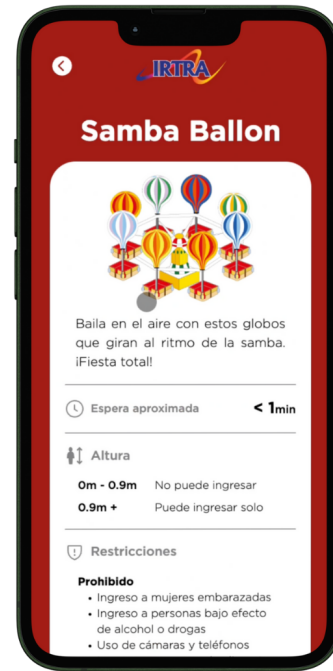 IRTRA
Samba Ballon
Baila en el aire con estos globos
que giran al ritmo de la samba.
¡Fiesta total!
Espera aproximada < 1min
Altura
0m - 0.9m No puede ingresar
0.9m + Puede ingresar solo
Restricciones
Prohibido
• Ingreso a mujeres embarazadas
• Ingreso a personas bajo efecto
de alcohol o drogas
• Uso de cámaras y teléfonos